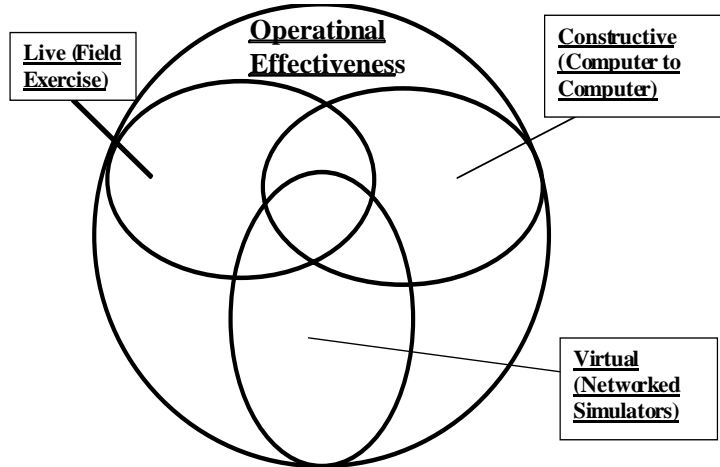 Operational
Effectiveness
Live (Field
Exercise)
Constructive
(Computer to
Computer)
Virtual
(Networked
Simulators)